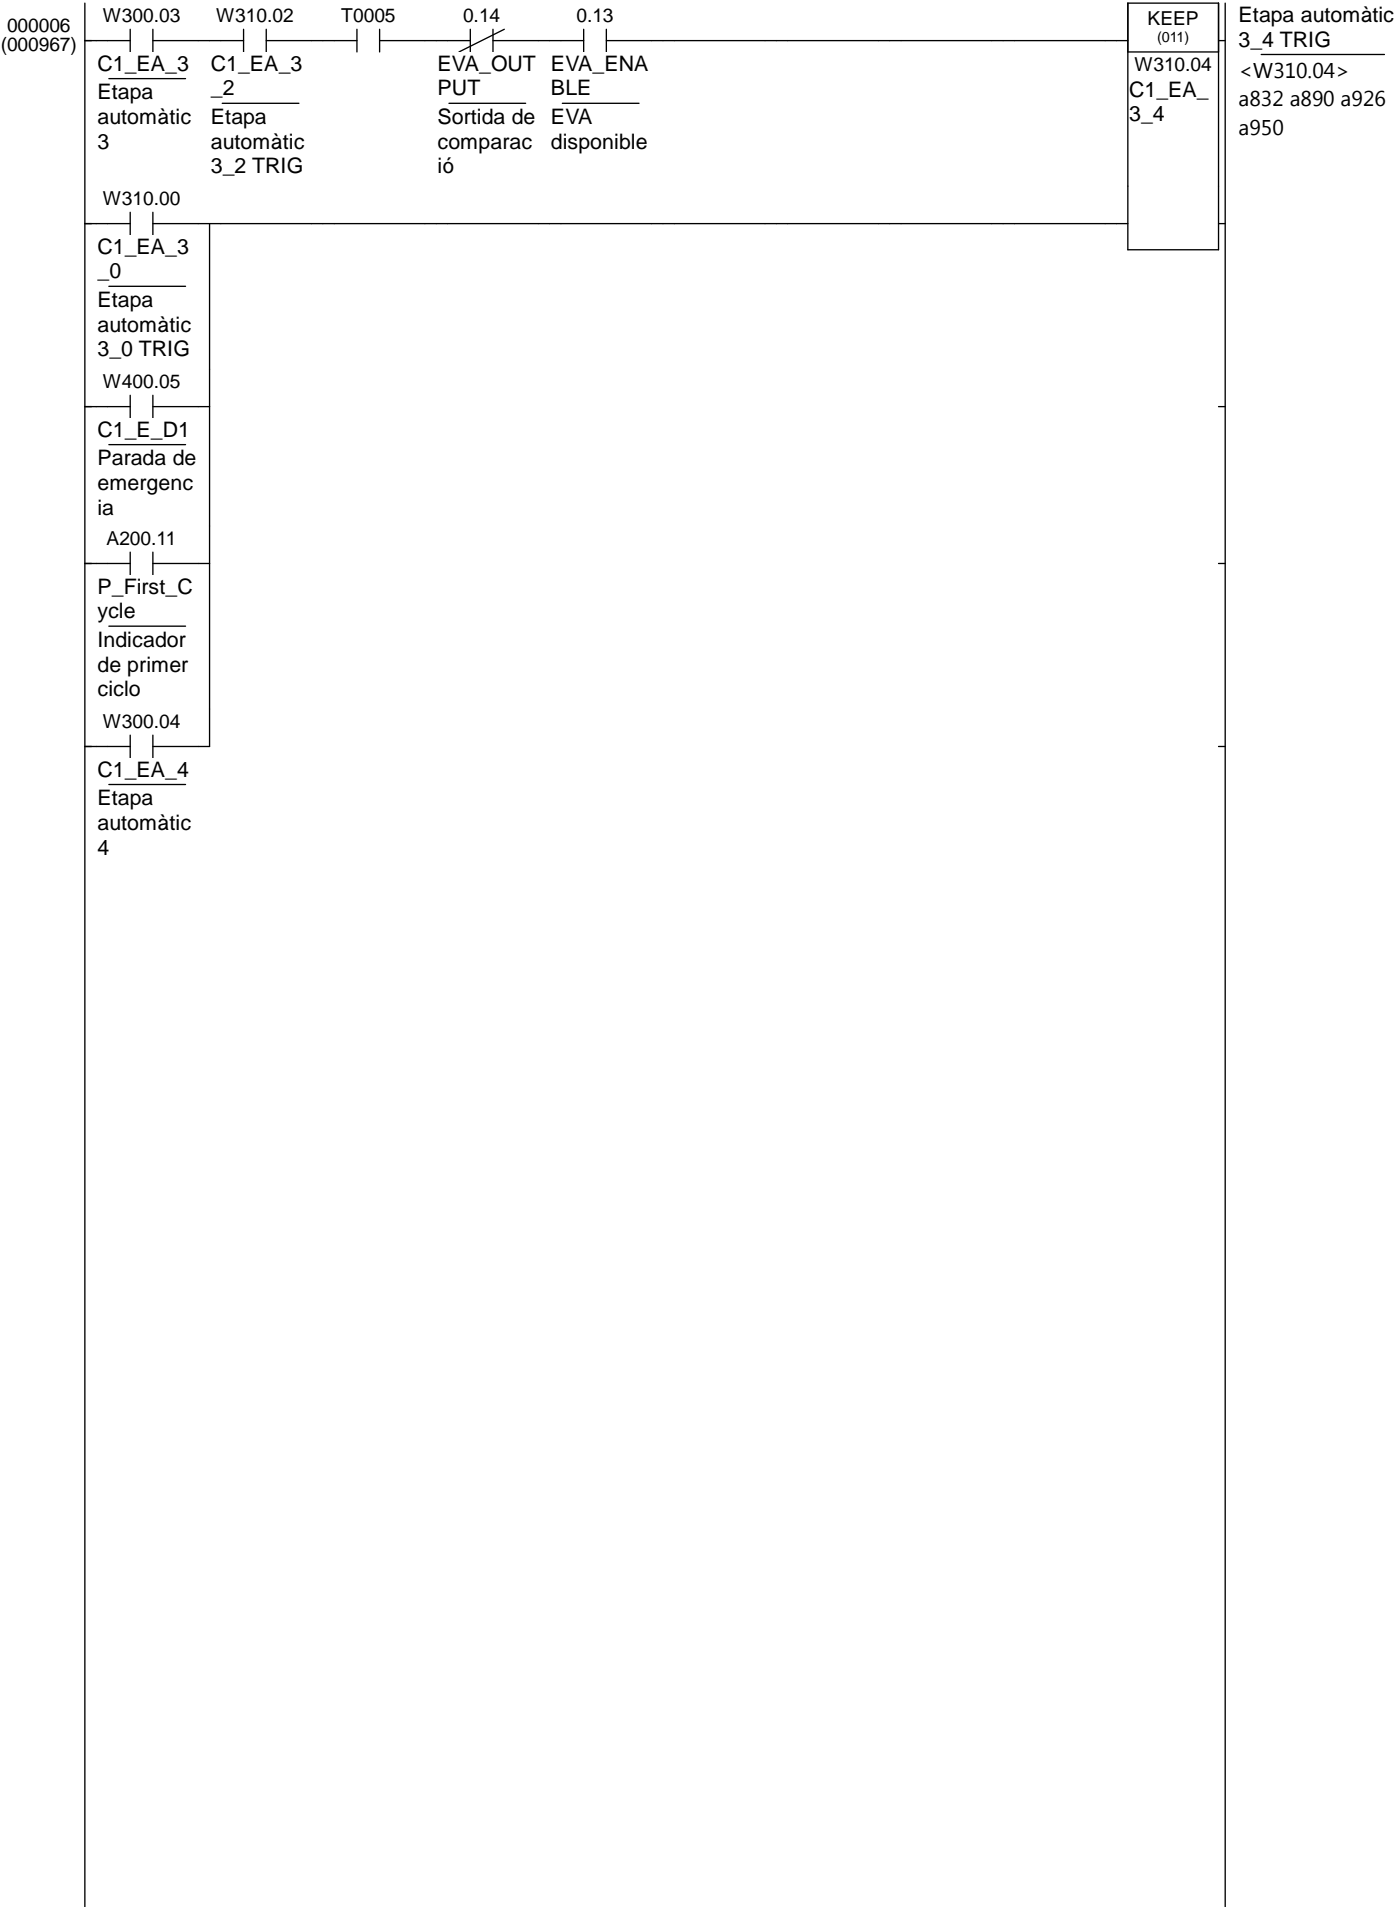 000006
(000967)
W300.03 W310.02 T0005 0.14 0.13
C1_EA_3
Etapa
automàtic
3
C1_EA_3
_2
Etapa
automàtic
3_2 TRIG
EVA_OUT
PUT
Sortida de
comparac
ió
EVA_ENA
BLE
EVA
disponible
KEEP
(011)
W310.04
C1_EA_
3_4
Etapa automàtic
3_4 TRIG
<W310.04>
a832 a890 a926
a950
W310.00
C1_EA_3
_0
Etapa
automàtic
3_0 TRIG
W400.05
C1_E_D1
Parada de
emergenc
ia
A200.11
P_First_C
ycle
Indicador
de primer
ciclo
W300.04
C1_EA_4
Etapa
automàtic
4